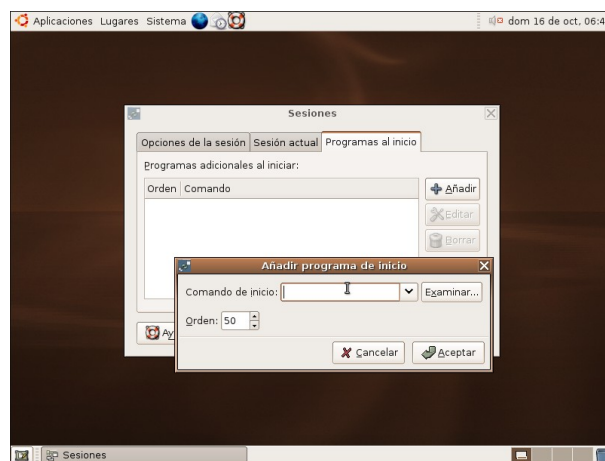 Aplicaciones Lugares Sistema dom 16 de oct, 06:4
Sesiones
Opciones de la sesión Sesión actual Programas al inicio
Programas adicionales al iniciar:
Orden Comando
Añadir
Editar
Borrar
Añadir programa de inicio
Comando de inicio: Examinar...
Orden: 50
Ay
Cancelar Aceptar
Sesiones